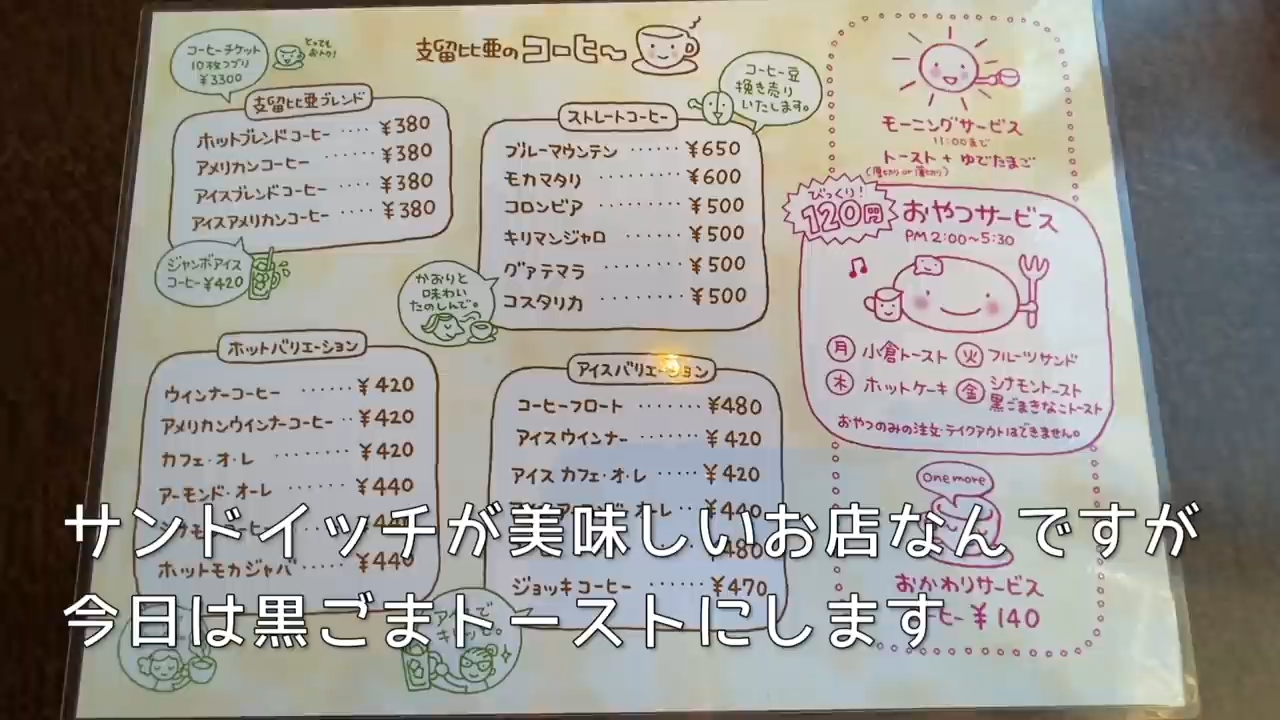 支留比亜のコーヒ～
コーヒーチケット
10枚つづり
¥3300
とっても
おトク！
支留比亜ブレンド
ホットブレンドコーヒー ···· ¥380
アメリカンコーヒー ····· ¥380
アイスブレンドコーヒー ···· ¥380
アイスアメリカンコーヒー ···· ¥380
ジャンボアイス
コーヒー¥420
コーヒー豆
挽き売り
いたします。
ストレートコーヒー
ブルーマウンテン ······ ¥650
モカマタリ ········ ¥600
コロンビア ········ ¥500
キリマンジャロ ······ ¥500
グァテマラ ········ ¥500
コスタリカ ········ ¥500
かおりと
味わい
たのしんで。
ホットバリエーション
ウィンナーコーヒー ······ ¥420
アメリカンウインナーコーヒー ··· ¥420
カフェ・オ・レ ········ ¥420
アーモンド・オーレ ······ ¥440
ホットモカジャバ ····· ¥440
アイスバリエーション
コーヒーフロート ······· ¥480
アイスウインナー ······· ¥420
アイス カフェ・オ・レ ····· ¥420
オ・レ ···· ¥440
¥480
ジョッキコーヒー ······ ¥470
モーニングサービス
11:00まで
トースト + ゆでたまご
(厚切り or 薄切り)
びっくり！
120円
おやつサービス
PM 2:00～5:30
月 小倉トースト 火 フルーツサンド
木 ホットケーキ 金 シナモントースト
黒ごまきなこトースト
おやつのみの注文・テイクアウトはできません。
One more
おかわりサービス
ヒー ¥140
サンドイッチが美味しいお店なんですが
今日は黒ごまトーストにします